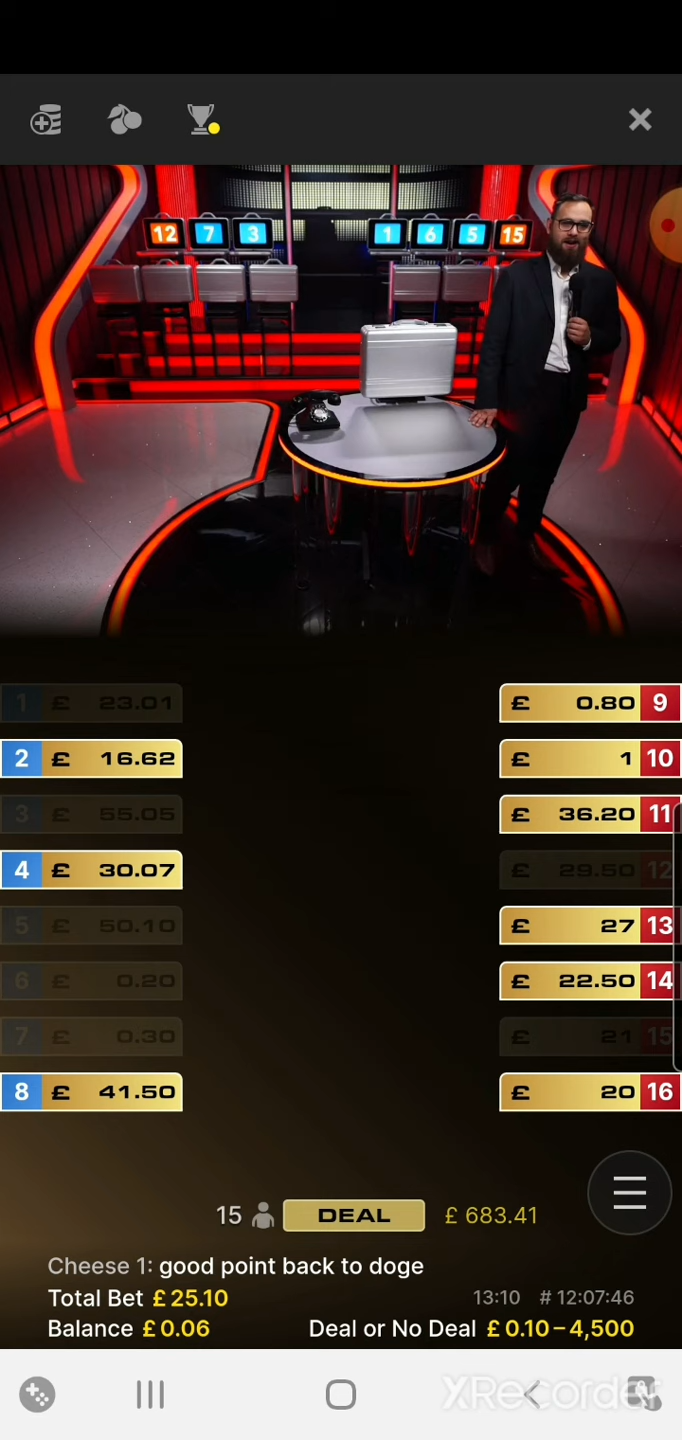 12 7 3 1 6 5 15
1 £ 23.01
£ 0.80 9
2 £ 16.62
£ 1 10
3 £ 55.05
£ 36.20 11
4 £ 30.07
£ 29.50 12
5 £ 50.10
£ 27 13
6 £ 0.20
£ 22.50 14
7 £ 0.30
£ 21 15
8 £ 41.50
£ 20 16
15 DEAL £ 683.41
Cheese 1: good point back to doge
Total Bet £ 25.10 13:10 # 12:07:46
Balance £ 0.06 Deal or No Deal £ 0.10 – 4,500
XRecorder